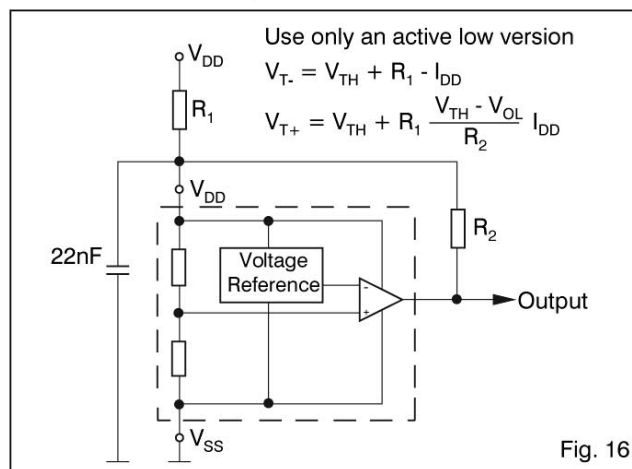 Use only an active low version
V_T- = V_TH + R_1 - I_DD
V_T+ = V_TH + R_1 (V_TH - V_OL)/R_2 I_DD
V_DD
R_1
V_DD
R_2
22nF
Voltage
Reference
-
+
Output
V_SS
Fig. 16